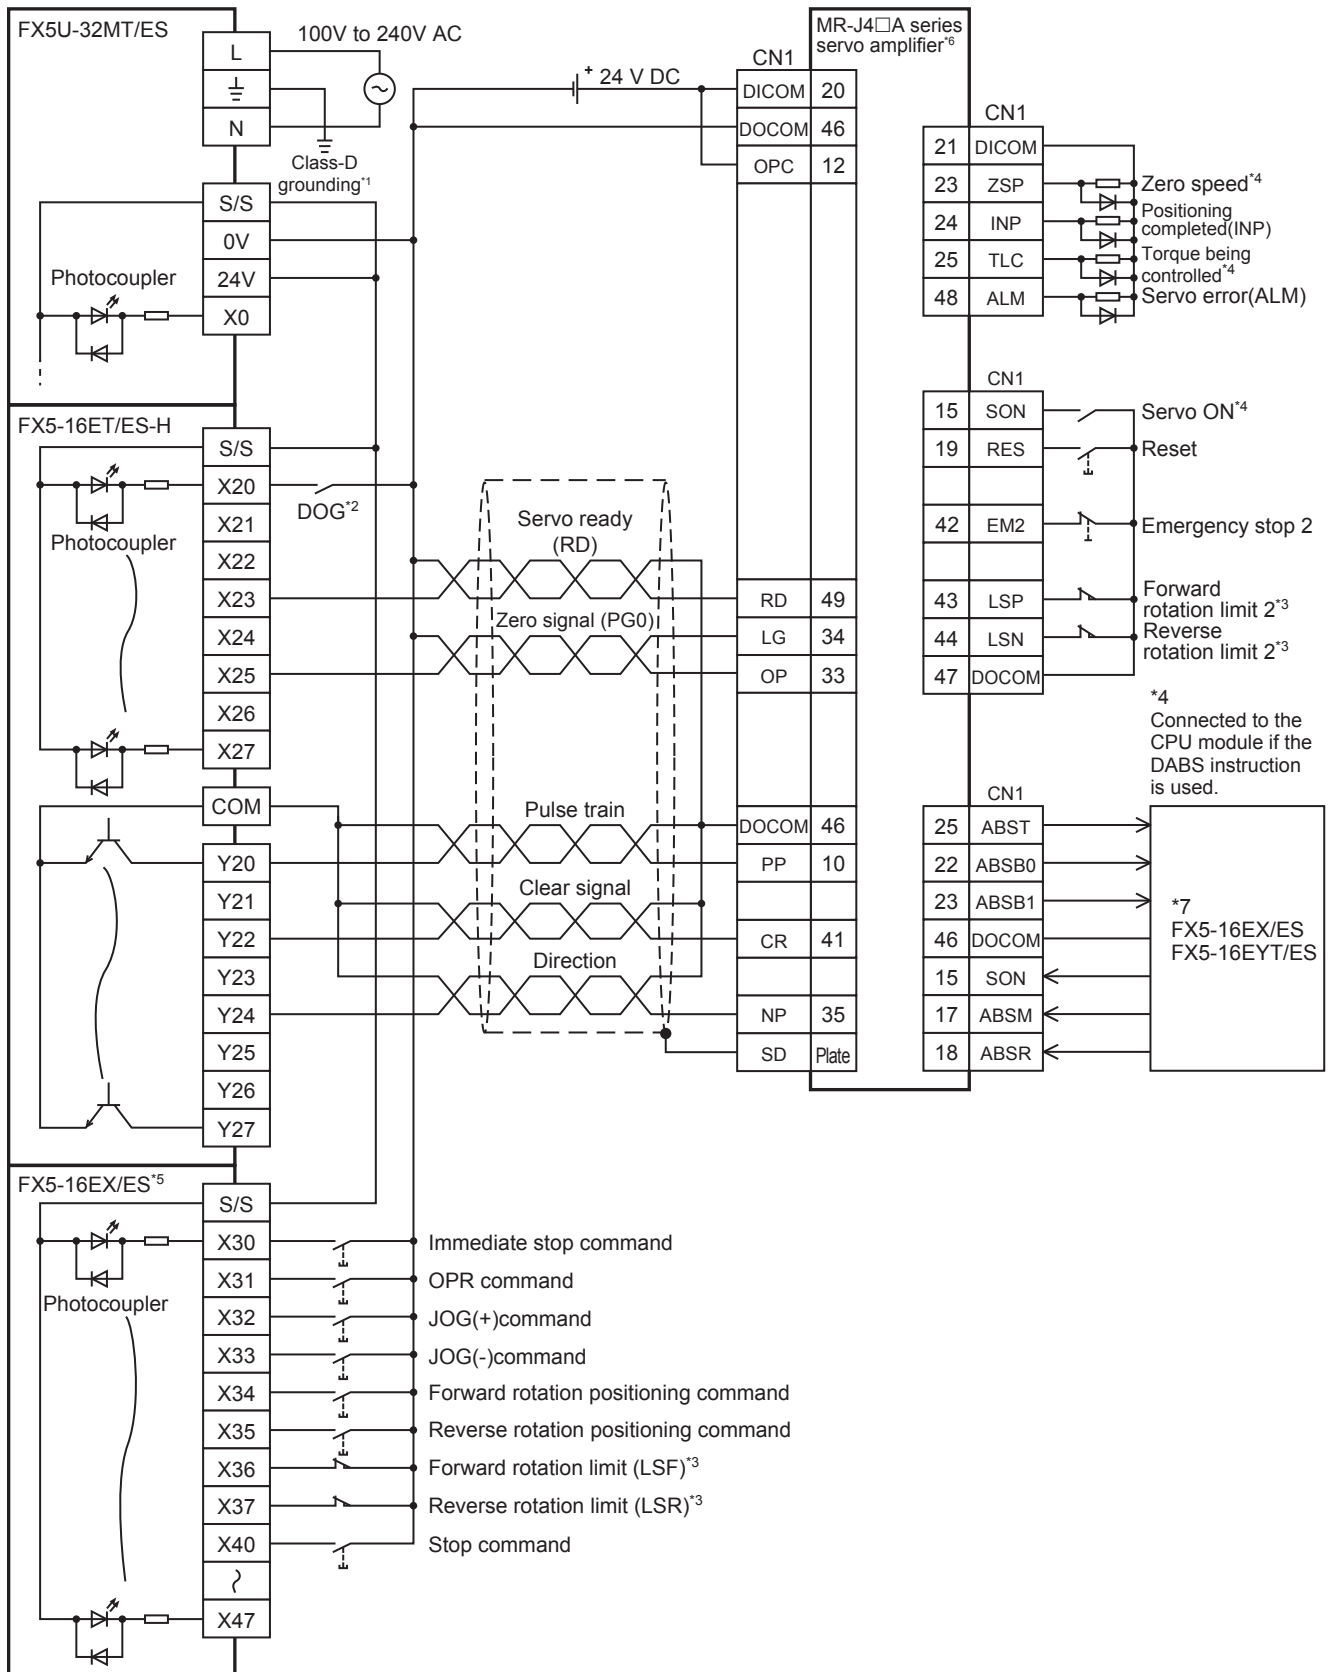 FX5U-32MT/ES
L
N
100V to 240V AC
Class-D
grounding*1
S/S
0V
24V
X0
Photocoupler
+ 24 V DC
MR-J4□A series
servo amplifier*6
CN1
DICOM 20
DOCOM 46
OPC 12
CN1
21 DICOM
23 ZSP Zero speed*4
24 INP Positioning
completed(INP)
25 TLC Torque being
controlled*4
48 ALM Servo error(ALM)
CN1
15 SON Servo ON*4
19 RES Reset
42 EM2 Emergency stop 2
43 LSP Forward
rotation limit 2*3
44 LSN Reverse
rotation limit 2*3
47 DOCOM
FX5-16ET/ES-H
S/S
X20
DOG*2
X21
Photocoupler
X22
X23
X24
X25
X26
X27
COM
Y20
Y21
Y22
Y23
Y24
Y25
Y26
Y27
Servo ready
(RD)
Zero signal (PG0)
Pulse train
Clear signal
Direction
RD 49
LG 34
OP 33
DOCOM 46
PP 10
CR 41
NP 35
SD Plate
*4
Connected to the
CPU module if the
DABS instruction
is used.
CN1
25 ABST
22 ABSB0
23 ABSB1
46 DOCOM
15 SON
17 ABSM
18 ABSR
*7
FX5-16EX/ES
FX5-16EYT/ES
FX5-16EX/ES*5
S/S
X30 Immediate stop command
X31 OPR command
Photocoupler
X32 JOG(+)command
X33 JOG(-)command
X34 Forward rotation positioning command
X35 Reverse rotation positioning command
X36 Forward rotation limit (LSF)*3
X37 Reverse rotation limit (LSR)*3
X40 Stop command
X47